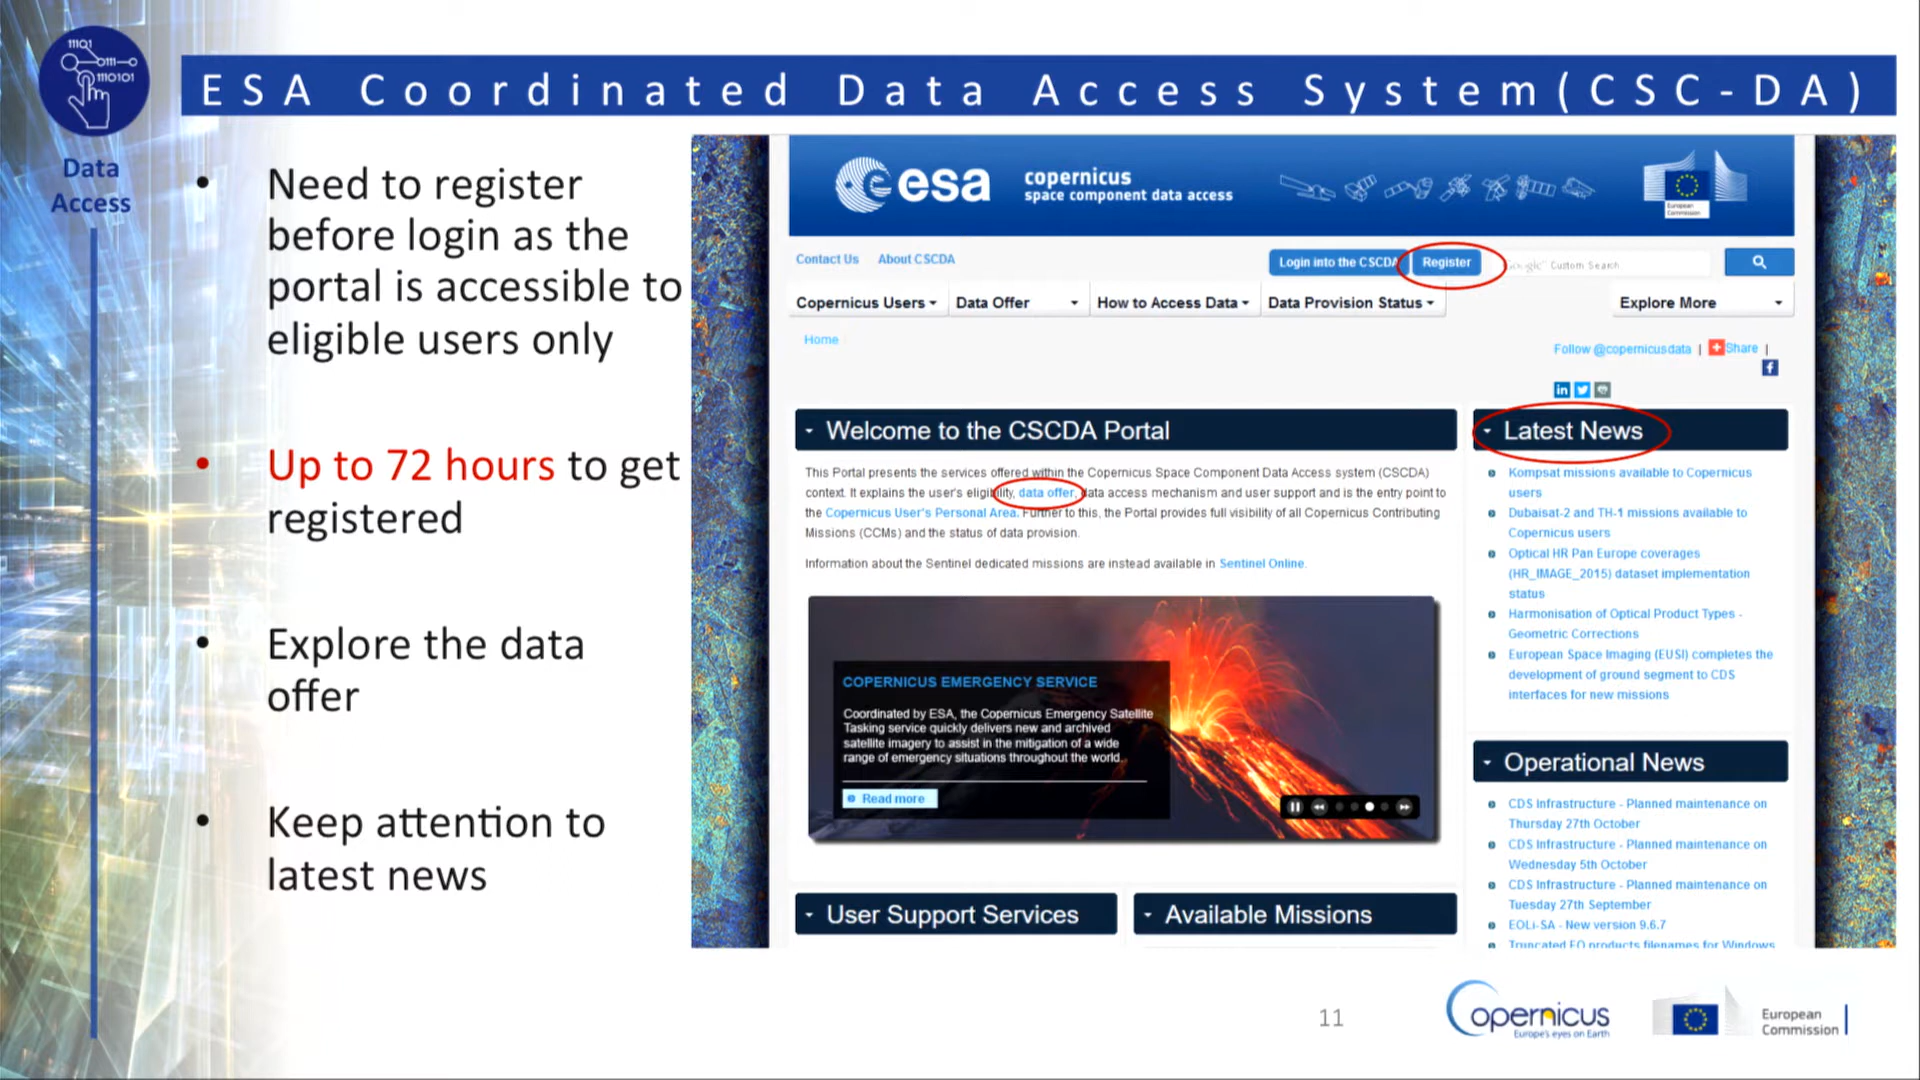 ESA Coordinated Data Access System(CSC-DA)
11101
0111
1110101
Data
Access
• Need to register
before login as the
portal is accessible to
eligible users only
• Up to 72 hours to get
registered
• Explore the data
offer
• Keep attention to
latest news
esa
copernicus
space component data access
European
Commission
Contact Us About CSCDA
Login into the CSCDA Register Custom Search
Copernicus Users Data Offer How to Access Data Data Provision Status Explore More
Home
Follow @copernicusdata | Share |
Welcome to the CSCDA Portal
This Portal presents the services offered within the Copernicus Space Component Data Access system (CSCDA)
context. It explains the user's eligibility, data offer, data access mechanism and user support and is the entry point to
the Copernicus User's Personal Area. Further to this, the Portal provides full visibility of all Copernicus Contributing
Missions (CCMs) and the status of data provision.
Information about the Sentinel dedicated missions are instead available in Sentinel Online.
COPERNICUS EMERGENCY SERVICE
Coordinated by ESA, the Copernicus Emergency Satellite
Tasking service quickly delivers new and archived
satellite imagery to assist in the mitigation of a wide
range of emergency situations throughout the world.
Read more
User Support Services
Available Missions
Latest News
Kompsat missions available to Copernicus
users
Dubaisat-2 and TH-1 missions available to
Copernicus users
Optical HR Pan Europe coverages
(HR_IMAGE_2015) dataset implementation
status
Harmonisation of Optical Product Types -
Geometric Corrections
European Space Imaging (EUSI) completes the
development of ground segment to CDS
interfaces for new missions
Operational News
CDS Infrastructure - Planned maintenance on
Thursday 27th October
CDS Infrastructure - Planned maintenance on
Wednesday 5th October
CDS Infrastructure - Planned maintenance on
Tuesday 27th September
EOLi-SA - New version 9.6.7
Truncated EO products filenames for Windows
11
Copernicus
Europe's eyes on Earth
European
Commission